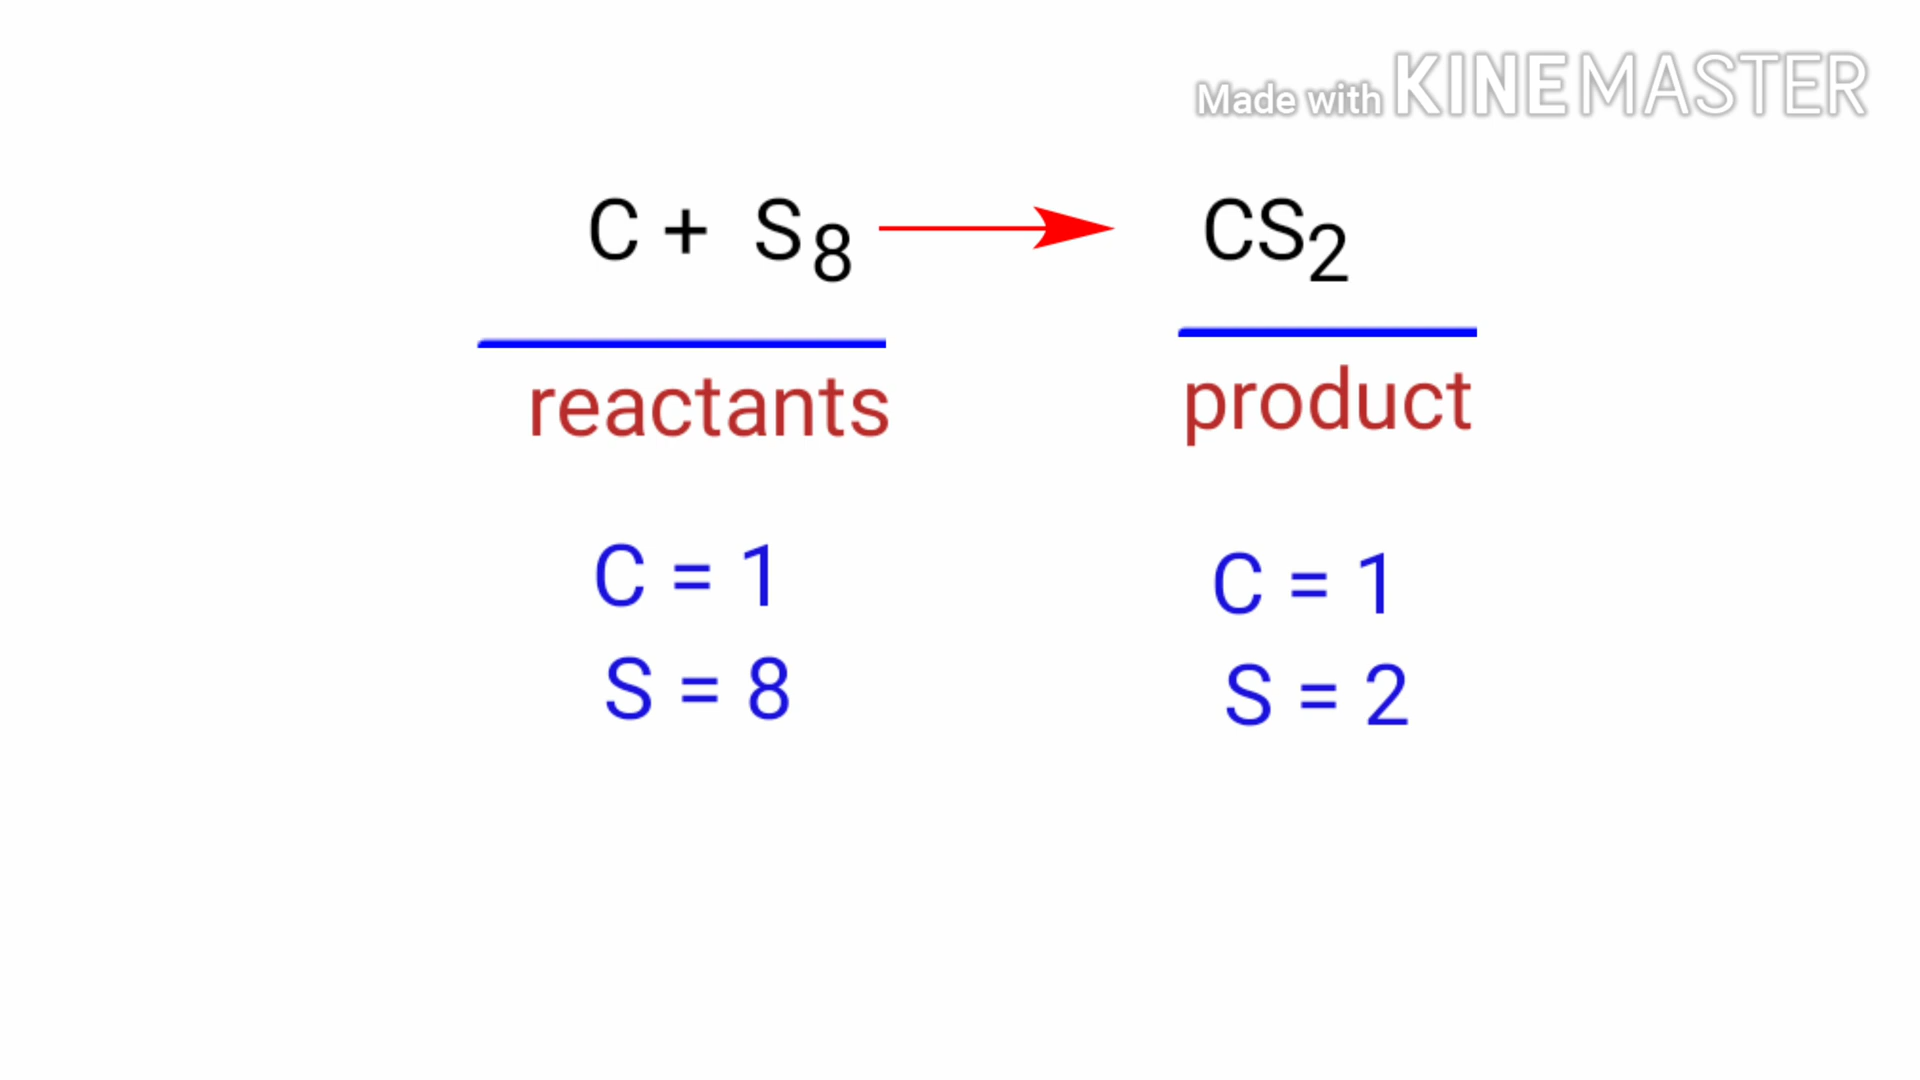 Made with KINEMASTER
C + S₈ → CS₂
reactants product
C = 1 C = 1
S = 8 S = 2